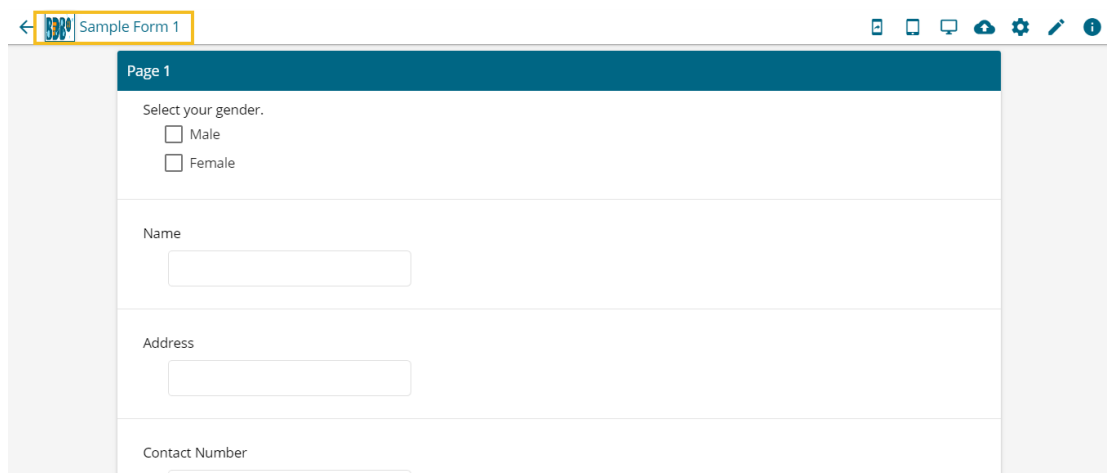 Sample Form 1
Page 1
Select your gender.
Male
Female
Name
Address
Contact Number